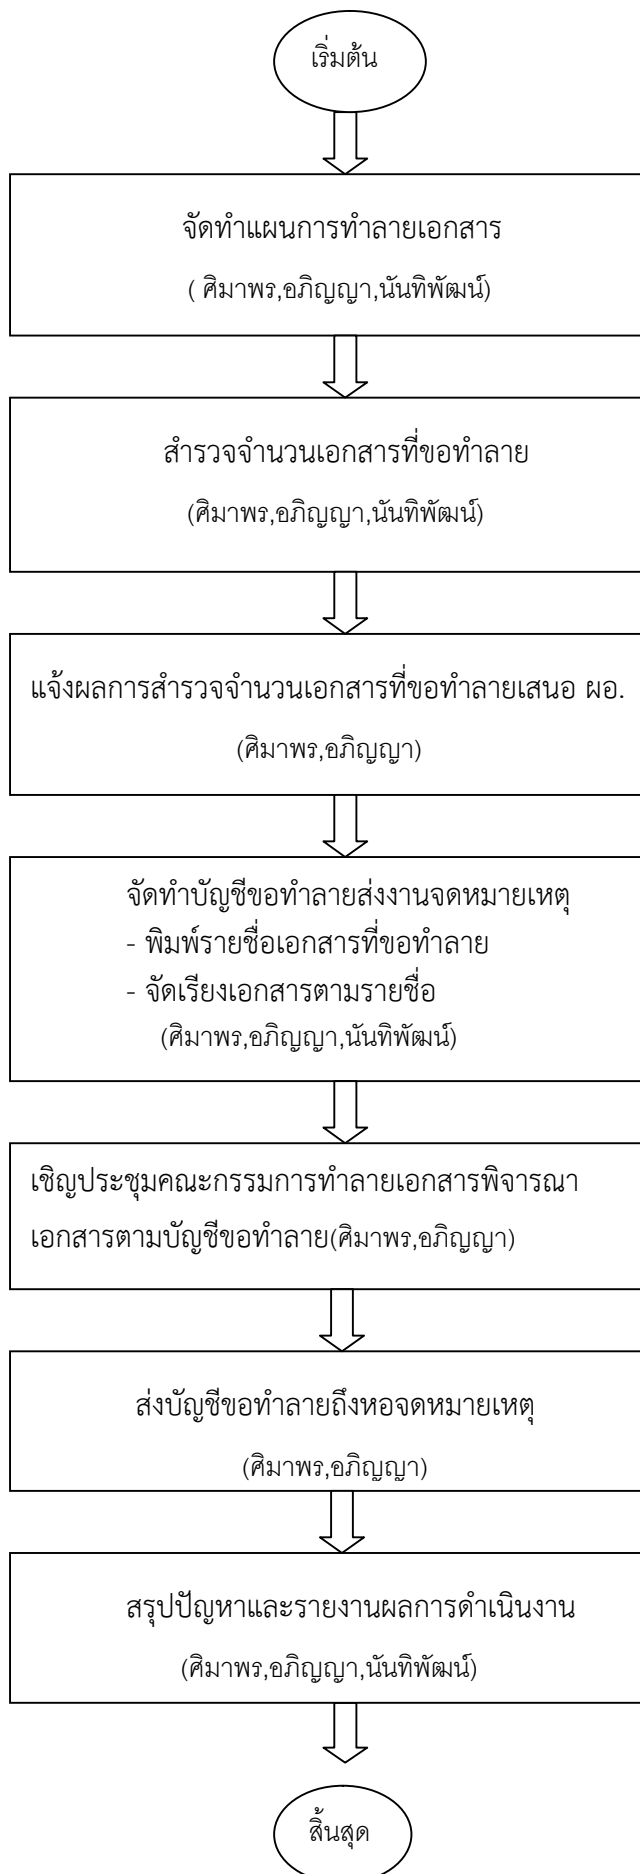 เริ่มต้น
จัดทำแผนการทำลายเอกสาร
( ศิมาพร,อภิญญา,นันทิพัฒน์)
สำรวจจำนวนเอกสารที่ขอทำลาย
(ศิมาพร,อภิญญา,นันทิพัฒน์)
แจ้งผลการสำรวจจำนวนเอกสารที่ขอทำลายเสนอ ผอ.
(ศิมาพร,อภิญญา)
จัดทำบัญชีขอทำลายส่งงานจดหมายเหตุ
- พิมพ์รายชื่อเอกสารที่ขอทำลาย
- จัดเรียงเอกสารตามรายชื่อ
(ศิมาพร,อภิญญา,นันทิพัฒน์)
เชิญประชุมคณะกรรมการทำลายเอกสารพิจารณา
เอกสารตามบัญชีขอทำลาย(ศิมาพร,อภิญญา)
ส่งบัญชีขอทำลายถึงหอจดหมายเหตุ
(ศิมาพร,อภิญญา)
สรุปปัญหาและรายงานผลการดำเนินงาน
(ศิมาพร,อภิญญา,นันทิพัฒน์)
สิ้นสุด